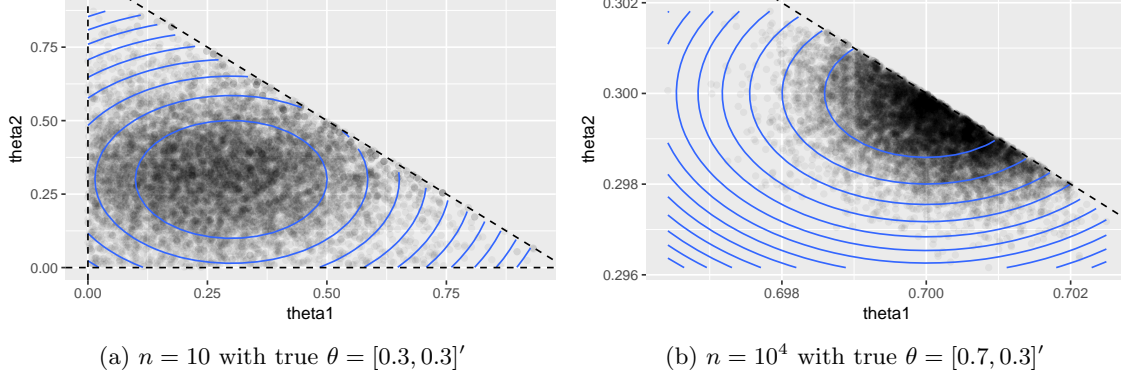 0.75
0.50
0.25
0.00
theta2
0.00
0.25
0.50
0.75
theta1
0.302
0.300
0.298
0.296
theta2
0.698
0.700
0.702
theta1
(a) n = 10 with true θ = [0.3, 0.3]′
(b) n = 10⁴ with true θ = [0.7, 0.3]′